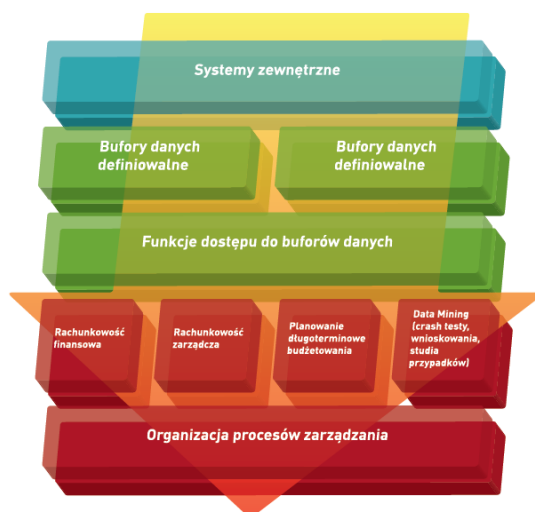 Systemy zewnętrzne
Bufory danych
definiowalne
Bufory danych
definiowalne
Funkcje dostępu do buforów danych
Rachunkowość
finansowa
Rachunkowość
zarządcza
Planowanie
długoterminowe
budżetowania
Data Mining
(crash testy,
wnioskowania,
studia
przypadków)
Organizacja procesów zarządzania